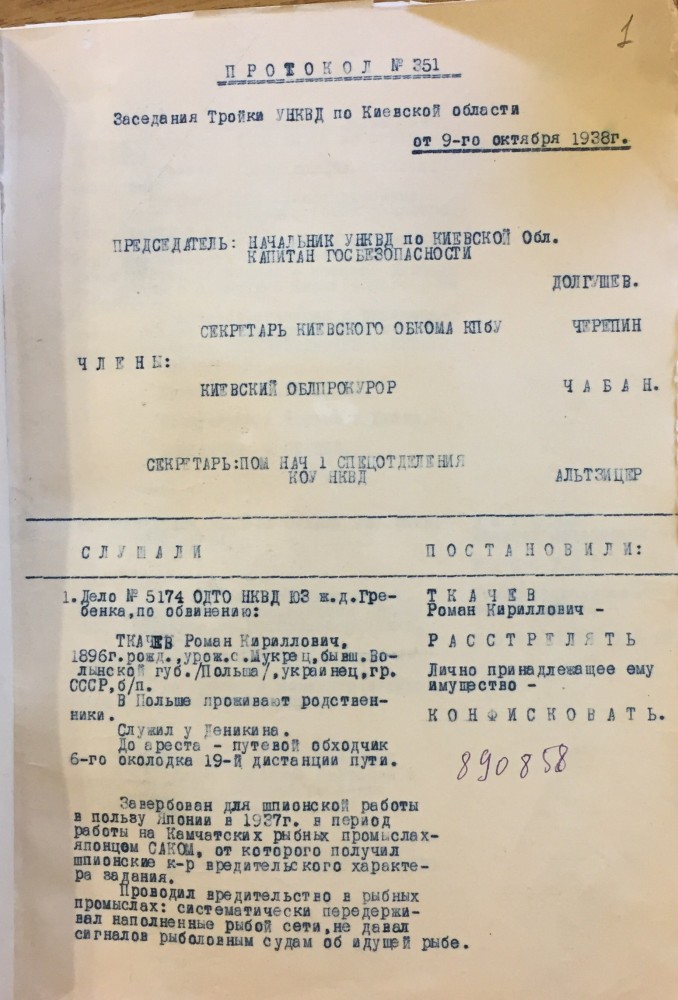 1
ПРОТОКОЛ № 351
Заседания Тройки УНКВД по Киевской области
от 9-го октября 1938г.
ПРЕДСЕДАТЕЛЬ: НАЧАЛЬНИК УНКВД по КИЕВСКОЙ Обл.
КАПИТАН ГОСБЕЗОПАСНОСТИ
ДОЛГУШЕВ.
СЕКРЕТАРЬ КИЕВСКОГО ОБКОМА КПбУ ЧЕРЕПИН
ЧЛЕНЫ:
КИЕВСКИЙ ОБЛПРОКУРОР ЧАБАН.
СЕКРЕТАРЬ:ПОМ НАЧ 1 СПЕЦОТДЕЛЕНИЯ
КОУ НКВД АЛЬТЗИЦЕР
СЛУШАЛИ ПОСТАНОВИЛИ:
1.Дело № 5174 ОДТО НКВД ЮЗ ж.д.Гре-
бенка,по обвинению:
ТКАЧЕВ Роман Кириллович,
1896г.рожд.,урож.с.Мукрец,бывш.Во-
лынской губ./Польша/,украинец,гр.
СССР,б/п.
В Польше проживают родствен-
ники.
Служил у Деникина.
До ареста - путевой обходчик
6-го околодка 19-й дистанции пути.
Завербован для шпионской работы
в пользу Японии в 1937г. в период
работы на Камчатских рыбных промыслах-
японцем САКОМ, от которого получил
шпионские к-р вредительского характе-
ра задания.
Проводил вредительство в рыбных
промыслах: систематически передержи-
вал наполненные рыбой сети,не давал
сигналов рыболовным судам об идущей рыбе.
ТКАЧЕВ
Роман Кириллович -
РАССТРЕЛЯТЬ
Лично принадлежащее ему
имущество -
КОНФИСКОВАТЬ.
890858